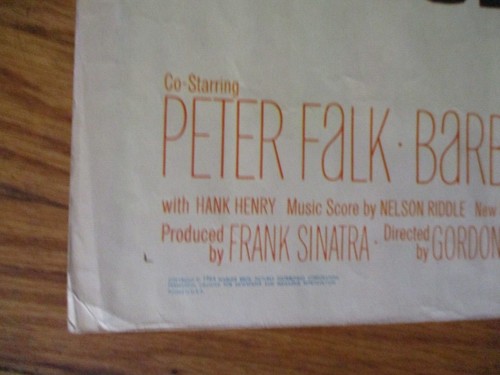 Co-Starring
PETER FALK · BARB
with HANK HENRY Music Score by NELSON RIDDLE New
Produced by FRANK SINATRA · Directed by GORDON